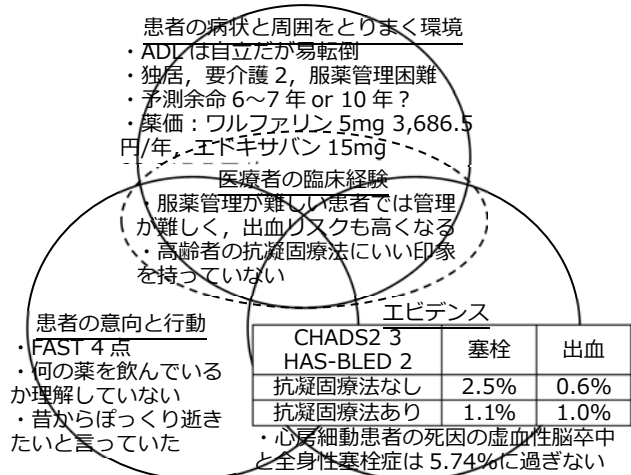 患者の病状と周囲をとりまく環境
・ADLは自立だが易転倒
・独居，要介護2，服薬管理困難
・予測余命6～7年or 10年？
・薬価：ワルファリン5mg 3,686.5
円/年，エドキサバン15mg
医療者の臨床経験
・服薬管理が難しい患者では管理
が難しく，出血リスクも高くなる
・高齢者の抗凝固療法にいい印象
を持っていない
患者の意向と行動
・FAST 4点
・何の薬を飲んでいる
か理解していない
・昔からぽっくり逝き
たいと言っていた
エビデンス
CHADS2 3 塞栓 出血
HAS-BLED 2
抗凝固療法なし 2.5% 0.6%
抗凝固療法あり 1.1% 1.0%
・心房細動患者の死因の虚血性脳卒中
と全身性塞栓症は5.74%に過ぎない